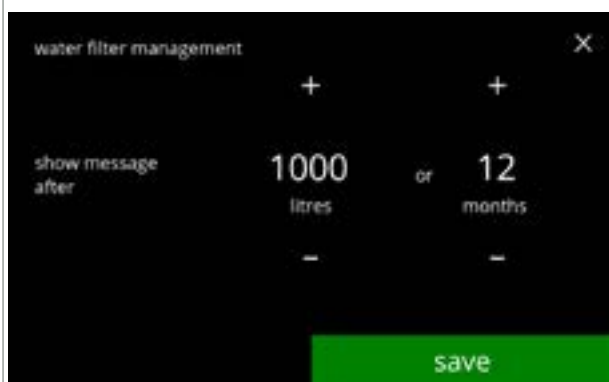 water filter management
×
+ +
show message
after
1000 or 12
litres months
− −
save